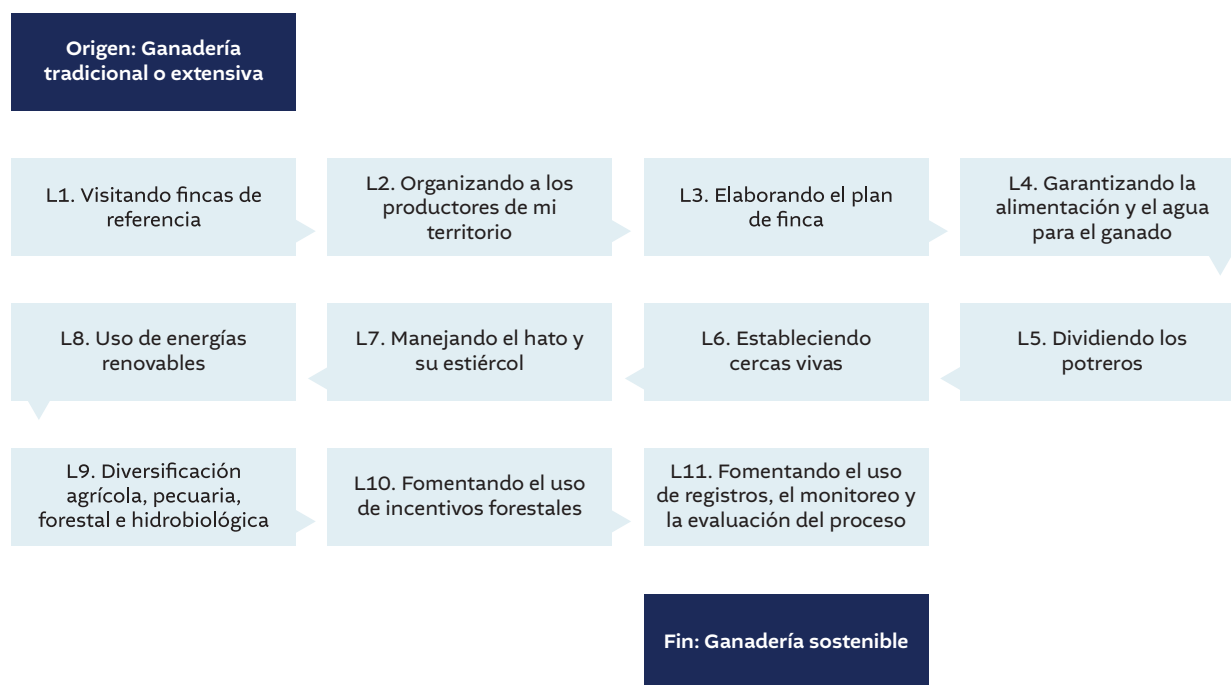 Origen: Ganadería
tradicional o extensiva
L1. Visitando fincas de
referencia
L2. Organizando a los
productores de mi
territorio
L3. Elaborando el plan
de finca
L4. Garantizando la
alimentación y el agua
para el ganado
L5. Dividiendo los
potreros
L6. Estableciendo
cercas vivas
L7. Manejando el hato y
su estiércol
L8. Uso de energías
renovables
L9. Diversificación
agrícola, pecuaria,
forestal e hidrobiológica
L10. Fomentando el uso
de incentivos forestales
L11. Fomentando el uso
de registros, el monitoreo y
la evaluación del proceso
Fin: Ganadería sostenible